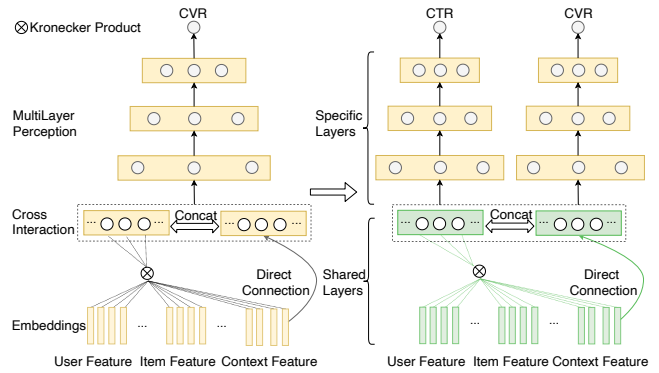 CVR
CTR
CVR
⊗ Kronecker Product
MultiLayer
Perception
Specific
Layers
Cross
Interaction
... ... Concat ... ...
... ... Concat ... ...
Direct
Connection
Shared
Layers
Direct
Connection
Embeddings
... ...
... ...
User Feature Item Feature Context Feature
User Feature Item Feature Context Feature